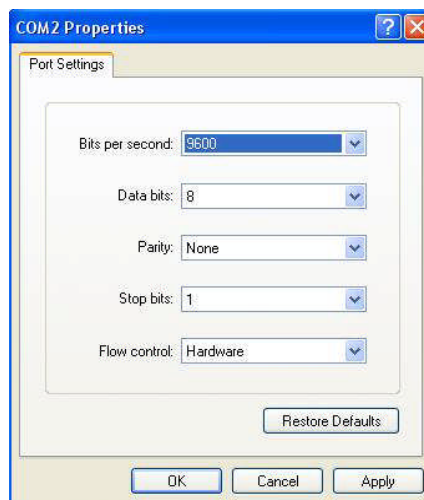 COM2 Properties
Port Settings
Bits per second: 9600
Data bits: 8
Parity: None
Stop bits: 1
Flow control: Hardware
Restore Defaults
OK Cancel Apply